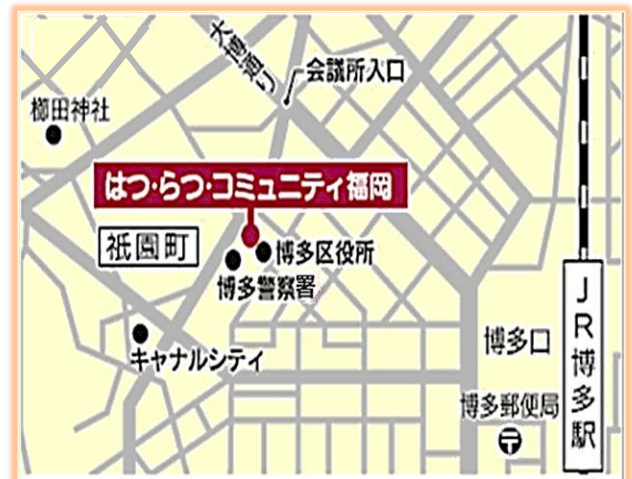 大博通り
会議所入口
櫛田神社
はつ・らつ・コミュニティ福岡
祇園町
博多区役所
博多警察署
キャナルシティ
博多口
JR博多駅
博多郵便局
〒